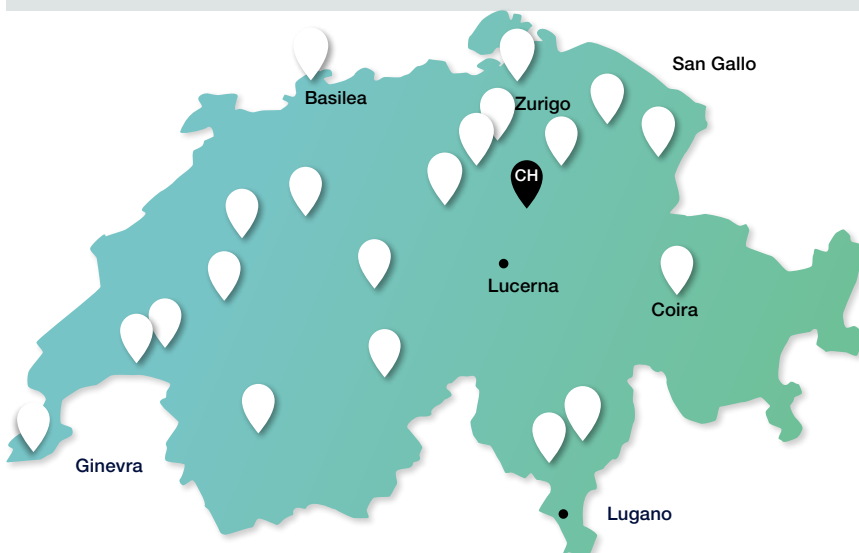 San Gallo
Basilea
Zurigo
CH
Lucerna
Coira
Ginevra
Lugano